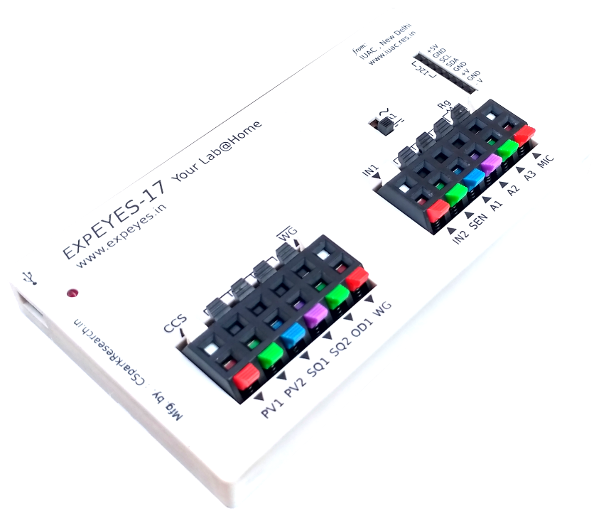 from:
IUAC , New Delhi
www.iuac.res.in
+5V
GND
SCL
SDA
GND
+V
GND
V-
I2C
EXPEYES-17 Your Lab@Home
www.expeyes.in
Rg
IN1
IN2 SEN A1 A2 A3 MIC
WG
CCS
PV1 PV2 SQ1 SQ2 OD1 WG
Mfg by CSparkResearch.in